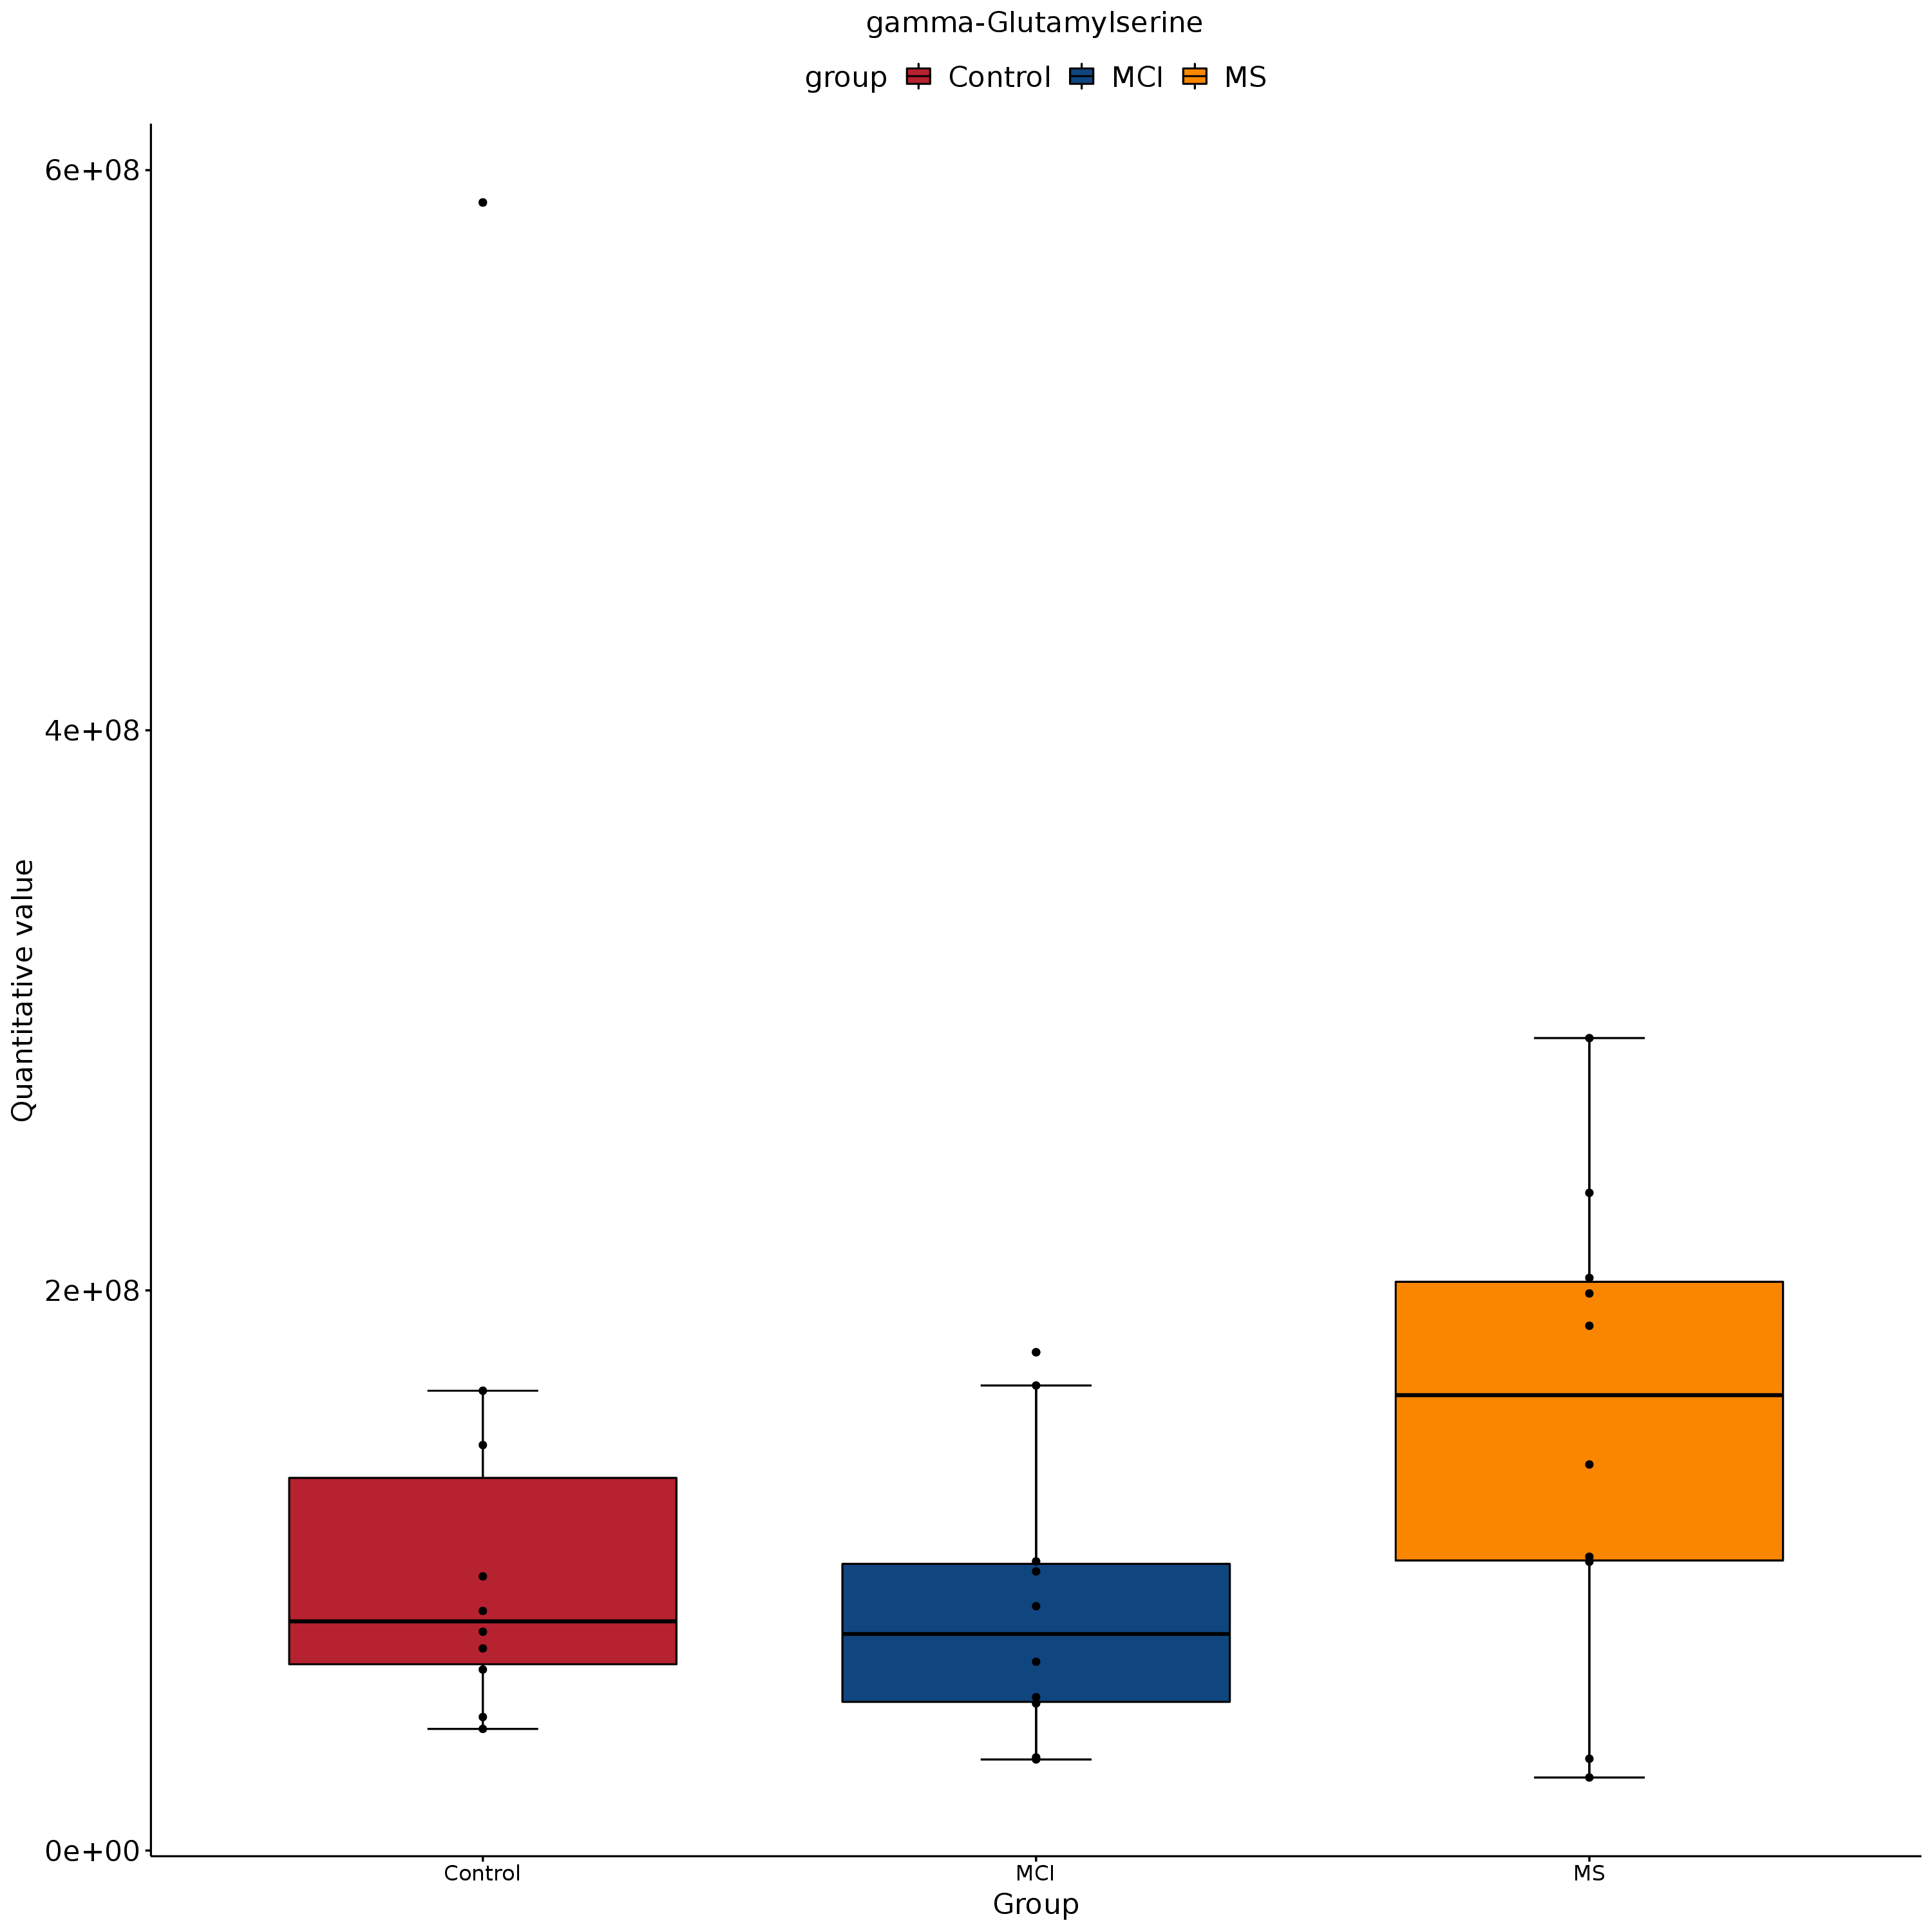 gamma-Glutamylserine
group Control MCI MS
6e+08
4e+08
2e+08
0e+00
Quantitative value
Control MCI MS
Group